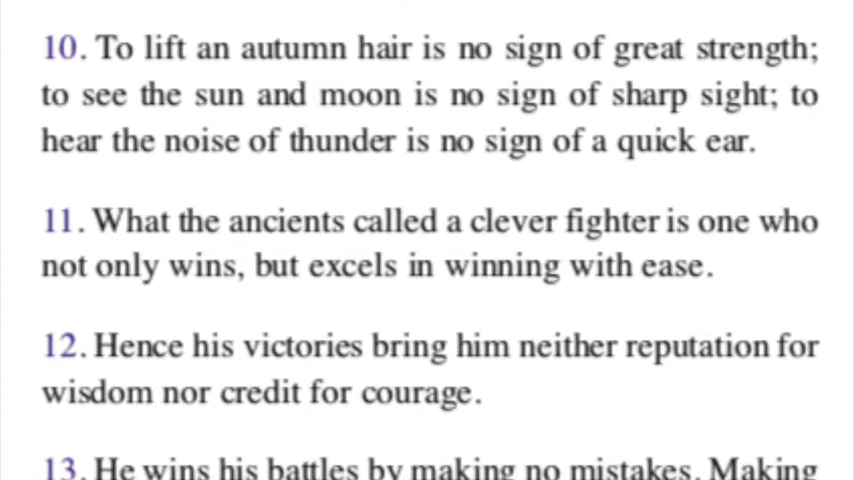 10. To lift an autumn hair is no sign of great strength;
to see the sun and moon is no sign of sharp sight; to
hear the noise of thunder is no sign of a quick ear.
11. What the ancients called a clever fighter is one who
not only wins, but excels in winning with ease.
12. Hence his victories bring him neither reputation for
wisdom nor credit for courage.
13. He wins his battles by making no mistakes. Making